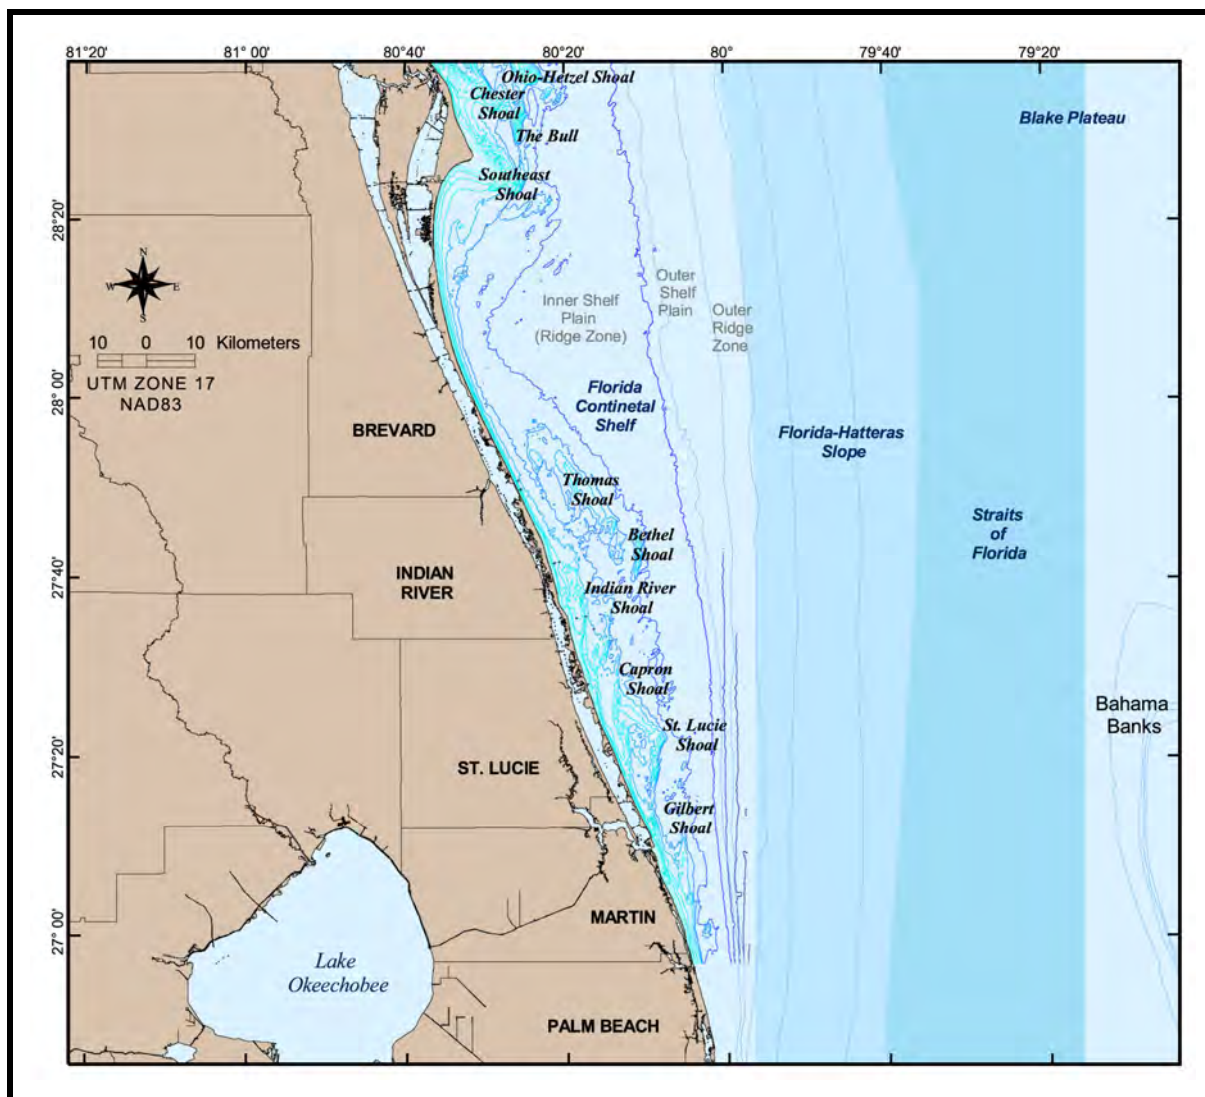 81°20'
81° 00'
80°40'
80°20'
80°
79°40'
79°20'
Ohio-Hetzel Shoal
Chester
Shoal
The Bull
Blake Plateau
Southeast
Shoal
28°20'
N
W
E
S
Outer
Shelf
Plain
Inner Shelf
Plain
(Ridge Zone)
Outer
Ridge
Zone
10 0 10 Kilometers
UTM ZONE 17
NAD83
28° 00'
Florida
Continetal
Shelf
BREVARD
Florida-Hatteras
Slope
Thomas
Shoal
Straits
of
Florida
Bethel
Shoal
27°40'
INDIAN
RIVER
Indian River
Shoal
Capron
Shoal
Bahama
Banks
St. Lucie
Shoal
27°20'
ST. LUCIE
Gilbert
Shoal
MARTIN
27° 00'
Lake
Okeechobee
PALM BEACH